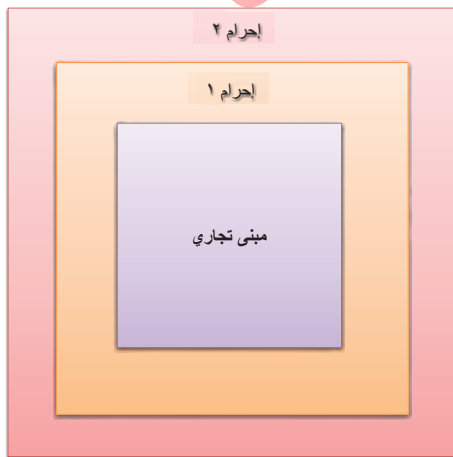 إحرام ٢
إحرام ١
مبنى تجاري